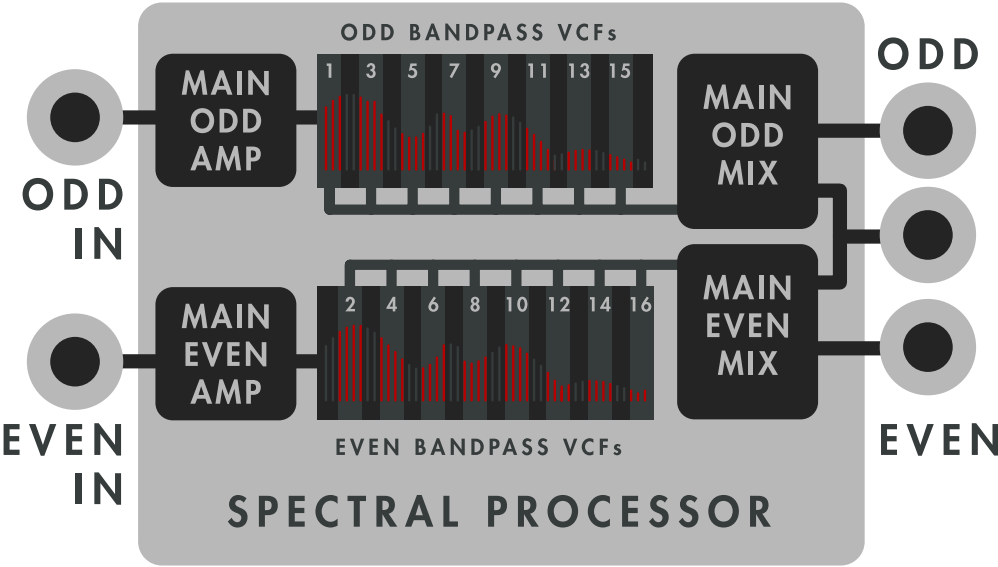 ODD BANDPASS VCFs
1 3 5 7 9 11 13 15
MAIN
ODD
AMP
MAIN
ODD
MIX
ODD
ODD
IN
MAIN
EVEN
AMP
2 4 6 8 10 12 14 16
MAIN
EVEN
MIX
EVEN
IN
EVEN
EVEN BANDPASS VCFs
SPECTRAL PROCESSOR